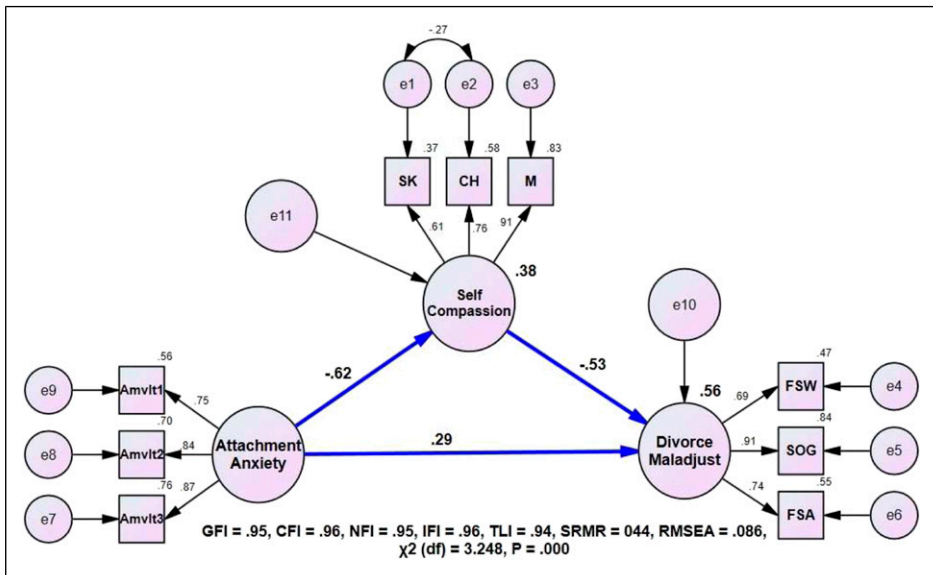 -.27
e1 e2 e3
.37 .58 .83
SK CH M
.61 .76 91
e11
.38
Self
Compassion
e10
-.62 -.53
.56 .47
e9 Amvlt1 .75 .56 .69 FSW e4
.70 .84
e8 Amvlt2 .84 Attachment
Anxiety .29 Divorce
Maladjust .91 SOG e5
.76 .55
e7 Amvlt3 .87 .74 FSA e6
GFI = .95, CFI = .96, NFI = .95, IFI = .96, TLI = .94, SRMR = 044, RMSEA = .086,
χ2 (df) = 3.248, P = .000